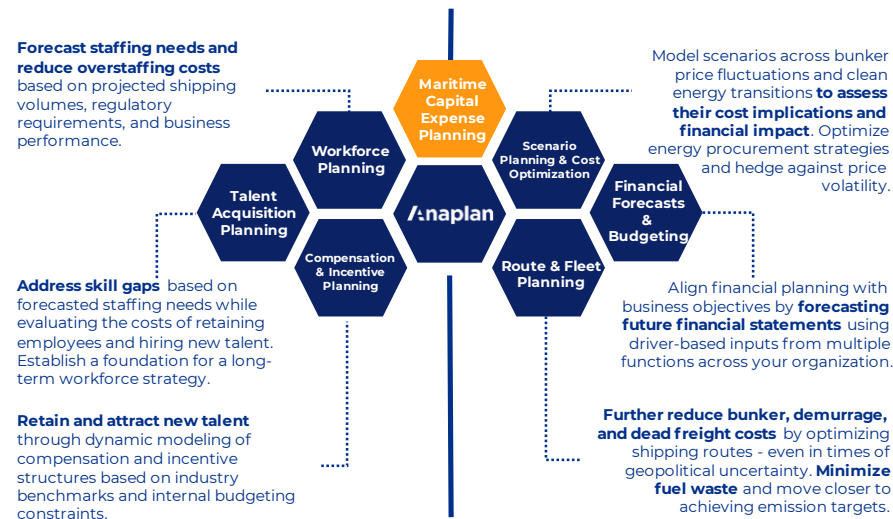 Forecast staffing needs and
reduce overstaffing costs
based on projected shipping
volumes, regulatory
requirements, and business
performance.
Maritime
Capital
Expense
Planning
Model scenarios across bunker
price fluctuations and clean
energy transitions to assess
their cost implications and
financial impact. Optimize
energy procurement strategies
and hedge against price
volatility.
Workforce
Planning
Scenario
Planning & Cost
Optimization
Talent
Acquisition
Planning
Anaplan
Financial
Forecasts
&
Budgeting
Compensation
& Incentive
Planning
Route & Fleet
Planning
Address skill gaps based on
forecasted staffing needs while
evaluating the costs of retaining
employees and hiring new talent.
Establish a foundation for a long-
term workforce strategy.
Align financial planning with
business objectives by forecasting
future financial statements using
driver-based inputs from multiple
functions across your organization.
Retain and attract new talent
through dynamic modeling of
compensation and incentive
structures based on industry
benchmarks and internal budgeting
constraints.
Further reduce bunker, demurrage,
and dead freight costs by optimizing
shipping routes - even in times of
geopolitical uncertainty. Minimize
fuel waste and move closer to
achieving emission targets.